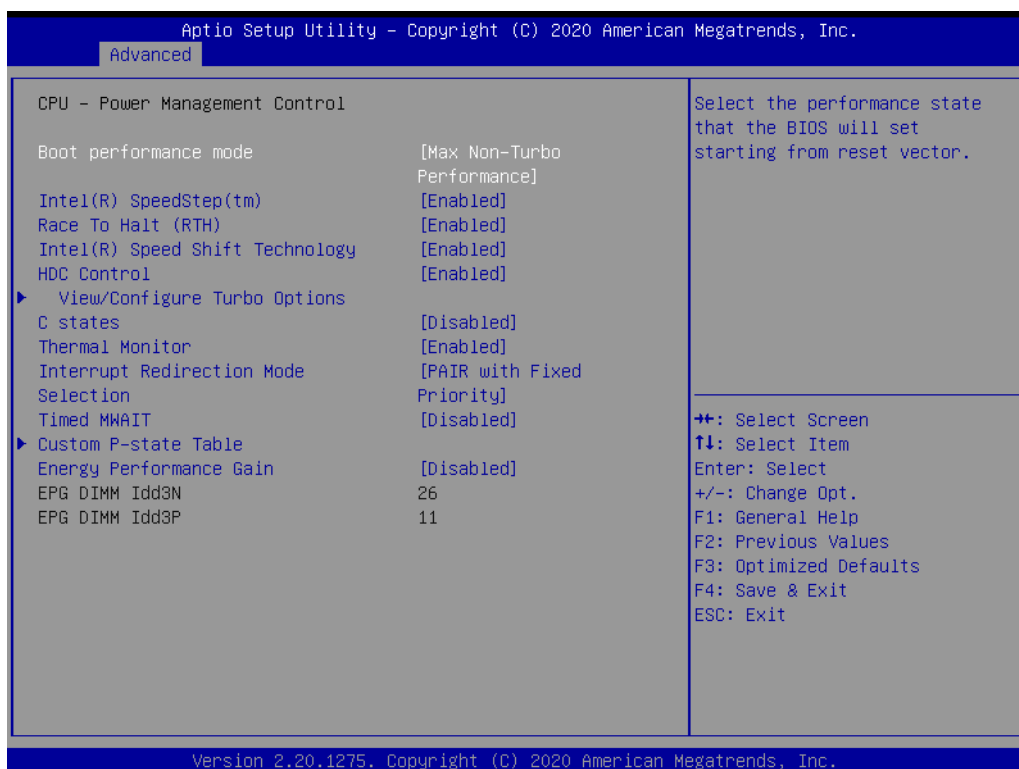 Aptio Setup Utility – Copyright (C) 2020 American Megatrends, Inc.
Advanced
CPU – Power Management Control
Boot performance mode [Max Non-Turbo
Performance]
Intel(R) SpeedStep(tm) [Enabled]
Race To Halt (RTH) [Enabled]
Intel(R) Speed Shift Technology [Enabled]
HDC Control [Enabled]
View/Configure Turbo Options
C states [Disabled]
Thermal Monitor [Enabled]
Interrupt Redirection Mode [PAIR with Fixed
Selection Priority]
Timed MWAIT [Disabled]
Custom P-state Table
Energy Performance Gain [Disabled]
EPG DIMM Idd3N 26
EPG DIMM Idd3P 11
Select the performance state
that the BIOS will set
starting from reset vector.
→←: Select Screen
↑↓: Select Item
Enter: Select
+/-: Change Opt.
F1: General Help
F2: Previous Values
F3: Optimized Defaults
F4: Save & Exit
ESC: Exit
Version 2.20.1275. Copyright (C) 2020 American Megatrends, Inc.